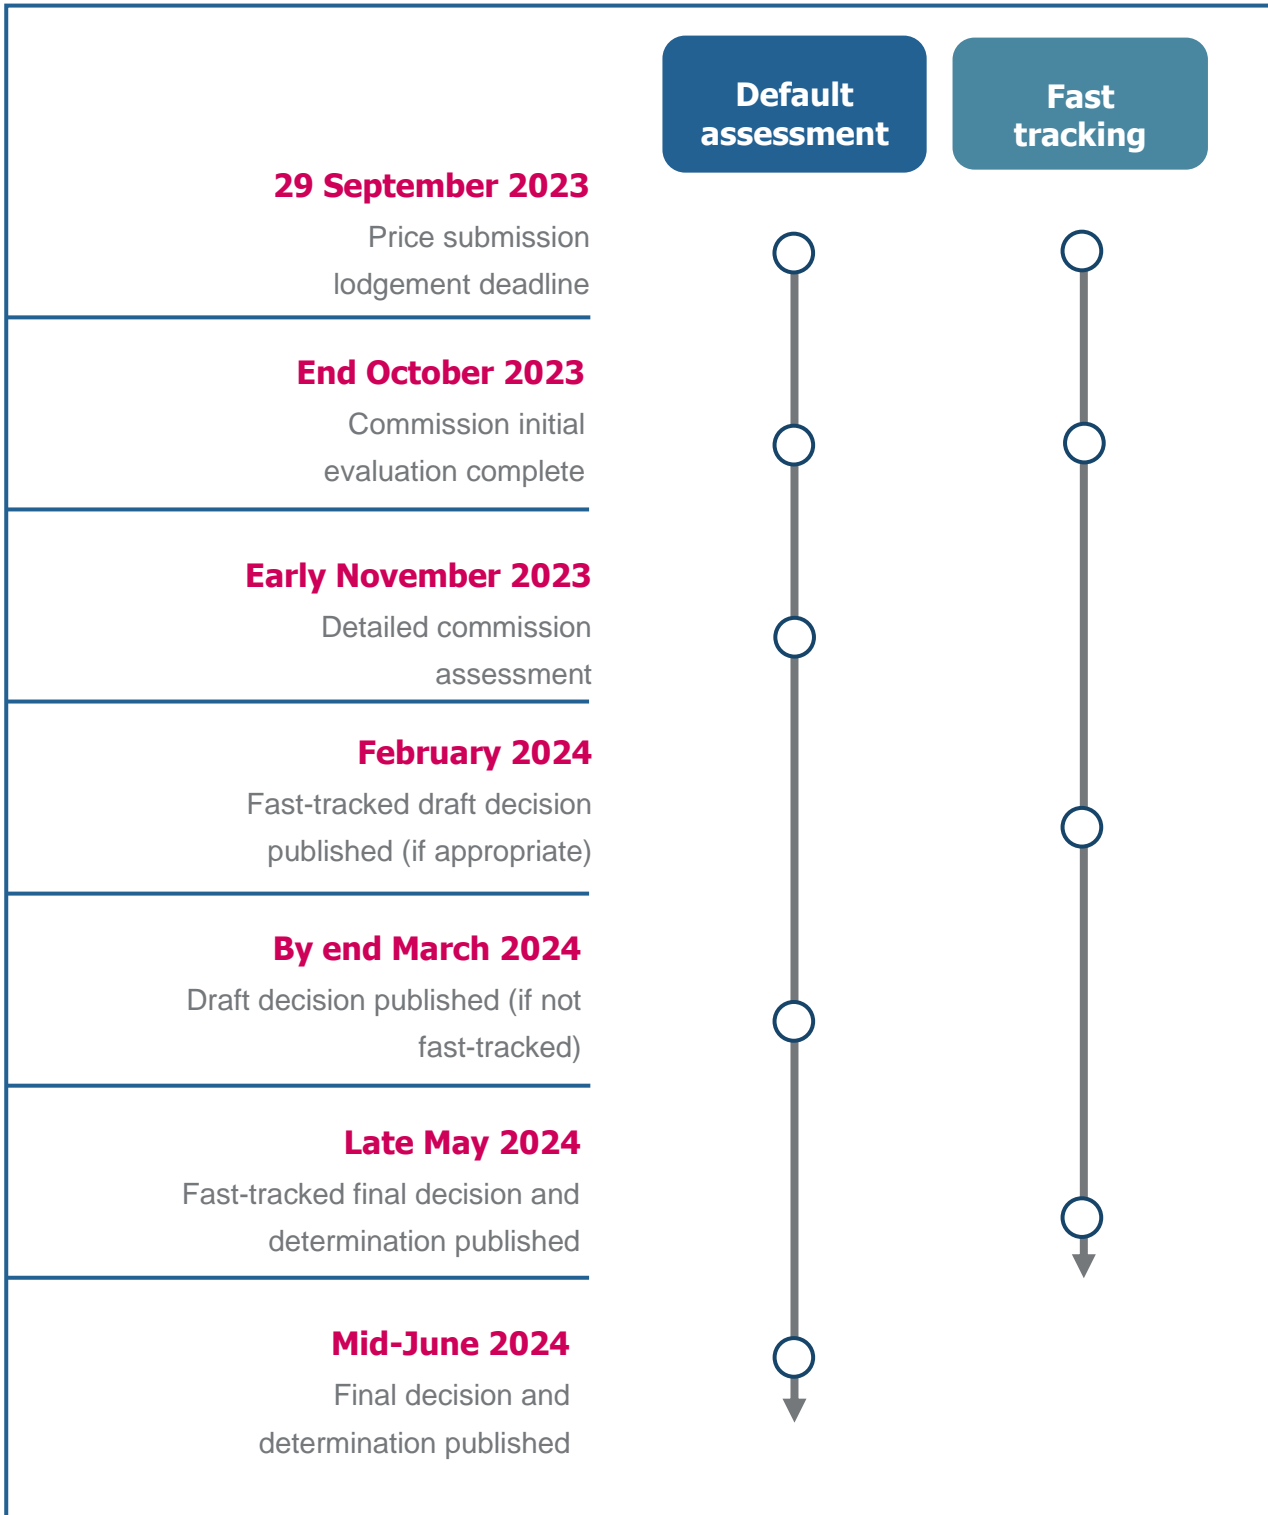 Default
assessment
Fast
tracking
29 September 2023
Price submission
lodgement deadline
End October 2023
Commission initial
evaluation complete
Early November 2023
Detailed commission
assessment
February 2024
Fast-tracked draft decision
published (if appropriate)
By end March 2024
Draft decision published (if not
fast-tracked)
Late May 2024
Fast-tracked final decision and
determination published
Mid-June 2024
Final decision and
determination published